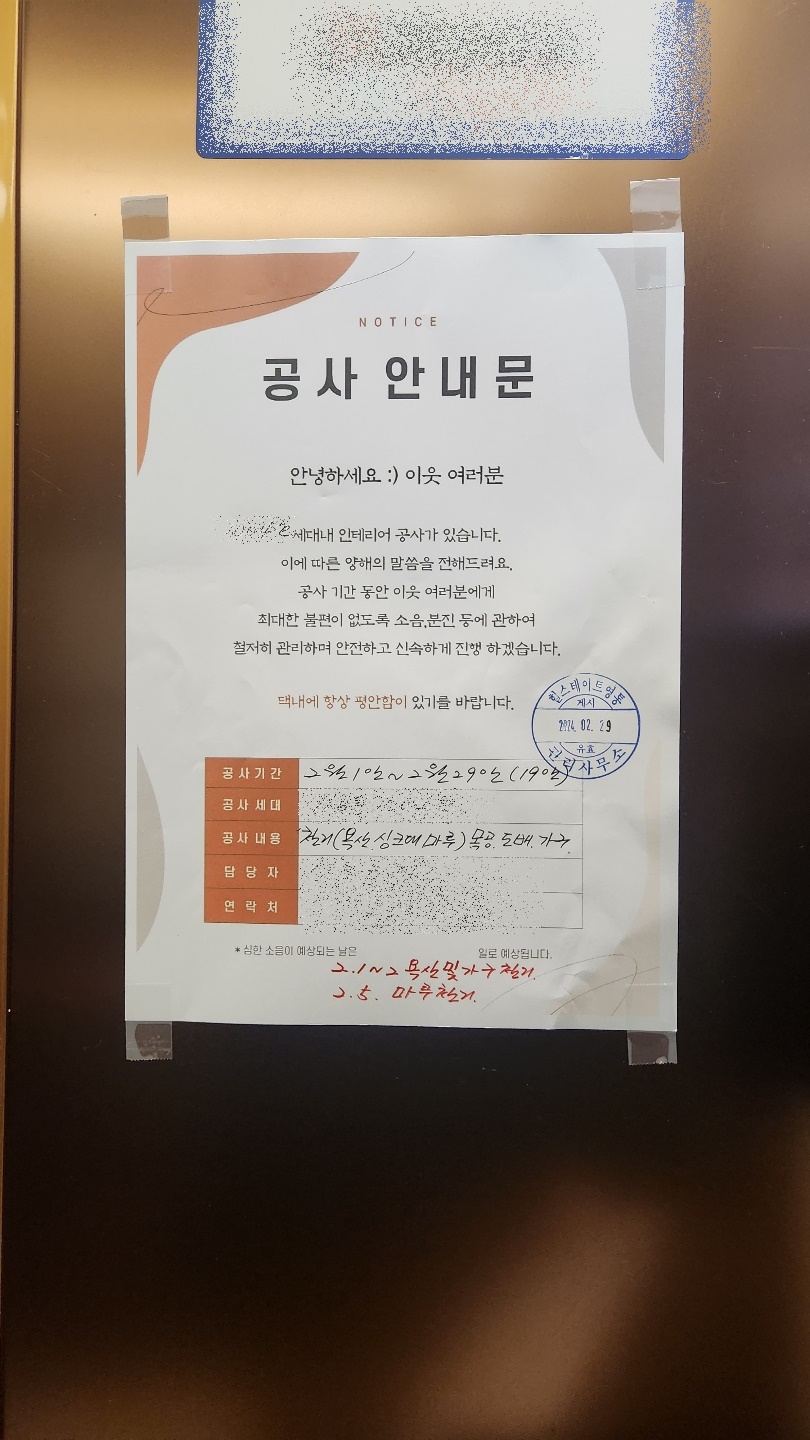 NOTICE
공사 안내문
안녕하세요 :) 이웃 여러분
세대내 인테리어 공사가 있습니다.
이에 따른 양해의 말씀을 전해드려요.
공사 기간 동안 이웃 여러분에게
최대한 불편이 없도록 소음,분진 등에 관하여
철저히 관리하며 안전하고 신속하게 진행 하겠습니다.
댁내에 항상 평안함이 있기를 바랍니다.
힐스테이트영통
게시
2024. 02. 29
유효
관리사무소
공사기간 2월 1일 ~ 2월 29일 (19일)
공사세대
공사내용 철거(욕실 싱크대 마루) 목공. 도배. 가구.
담당자
연락처
* 심한 소음이 예상되는 날은 일로 예상됩니다.
2.1~2 욕실 및 가구 철거.
2.5. 마루철거.